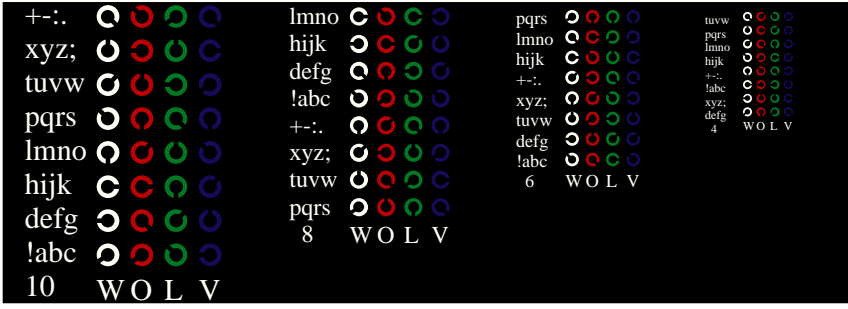 +-:.
xyz;
tuvw
pqrs
lmno
hijk
defg
!abc
10 W O L V
lmno
hijk
defg
!abc
+-:.
xyz;
tuvw
pqrs
8 W O L V
pqrs
lmno
hijk
+-:.
xyz;
tuvw
defg
!abc
6 W O L V
tuvw
pqrs
lmno
hijk
+-:.
!abc
xyz;
defg
4 W O L V